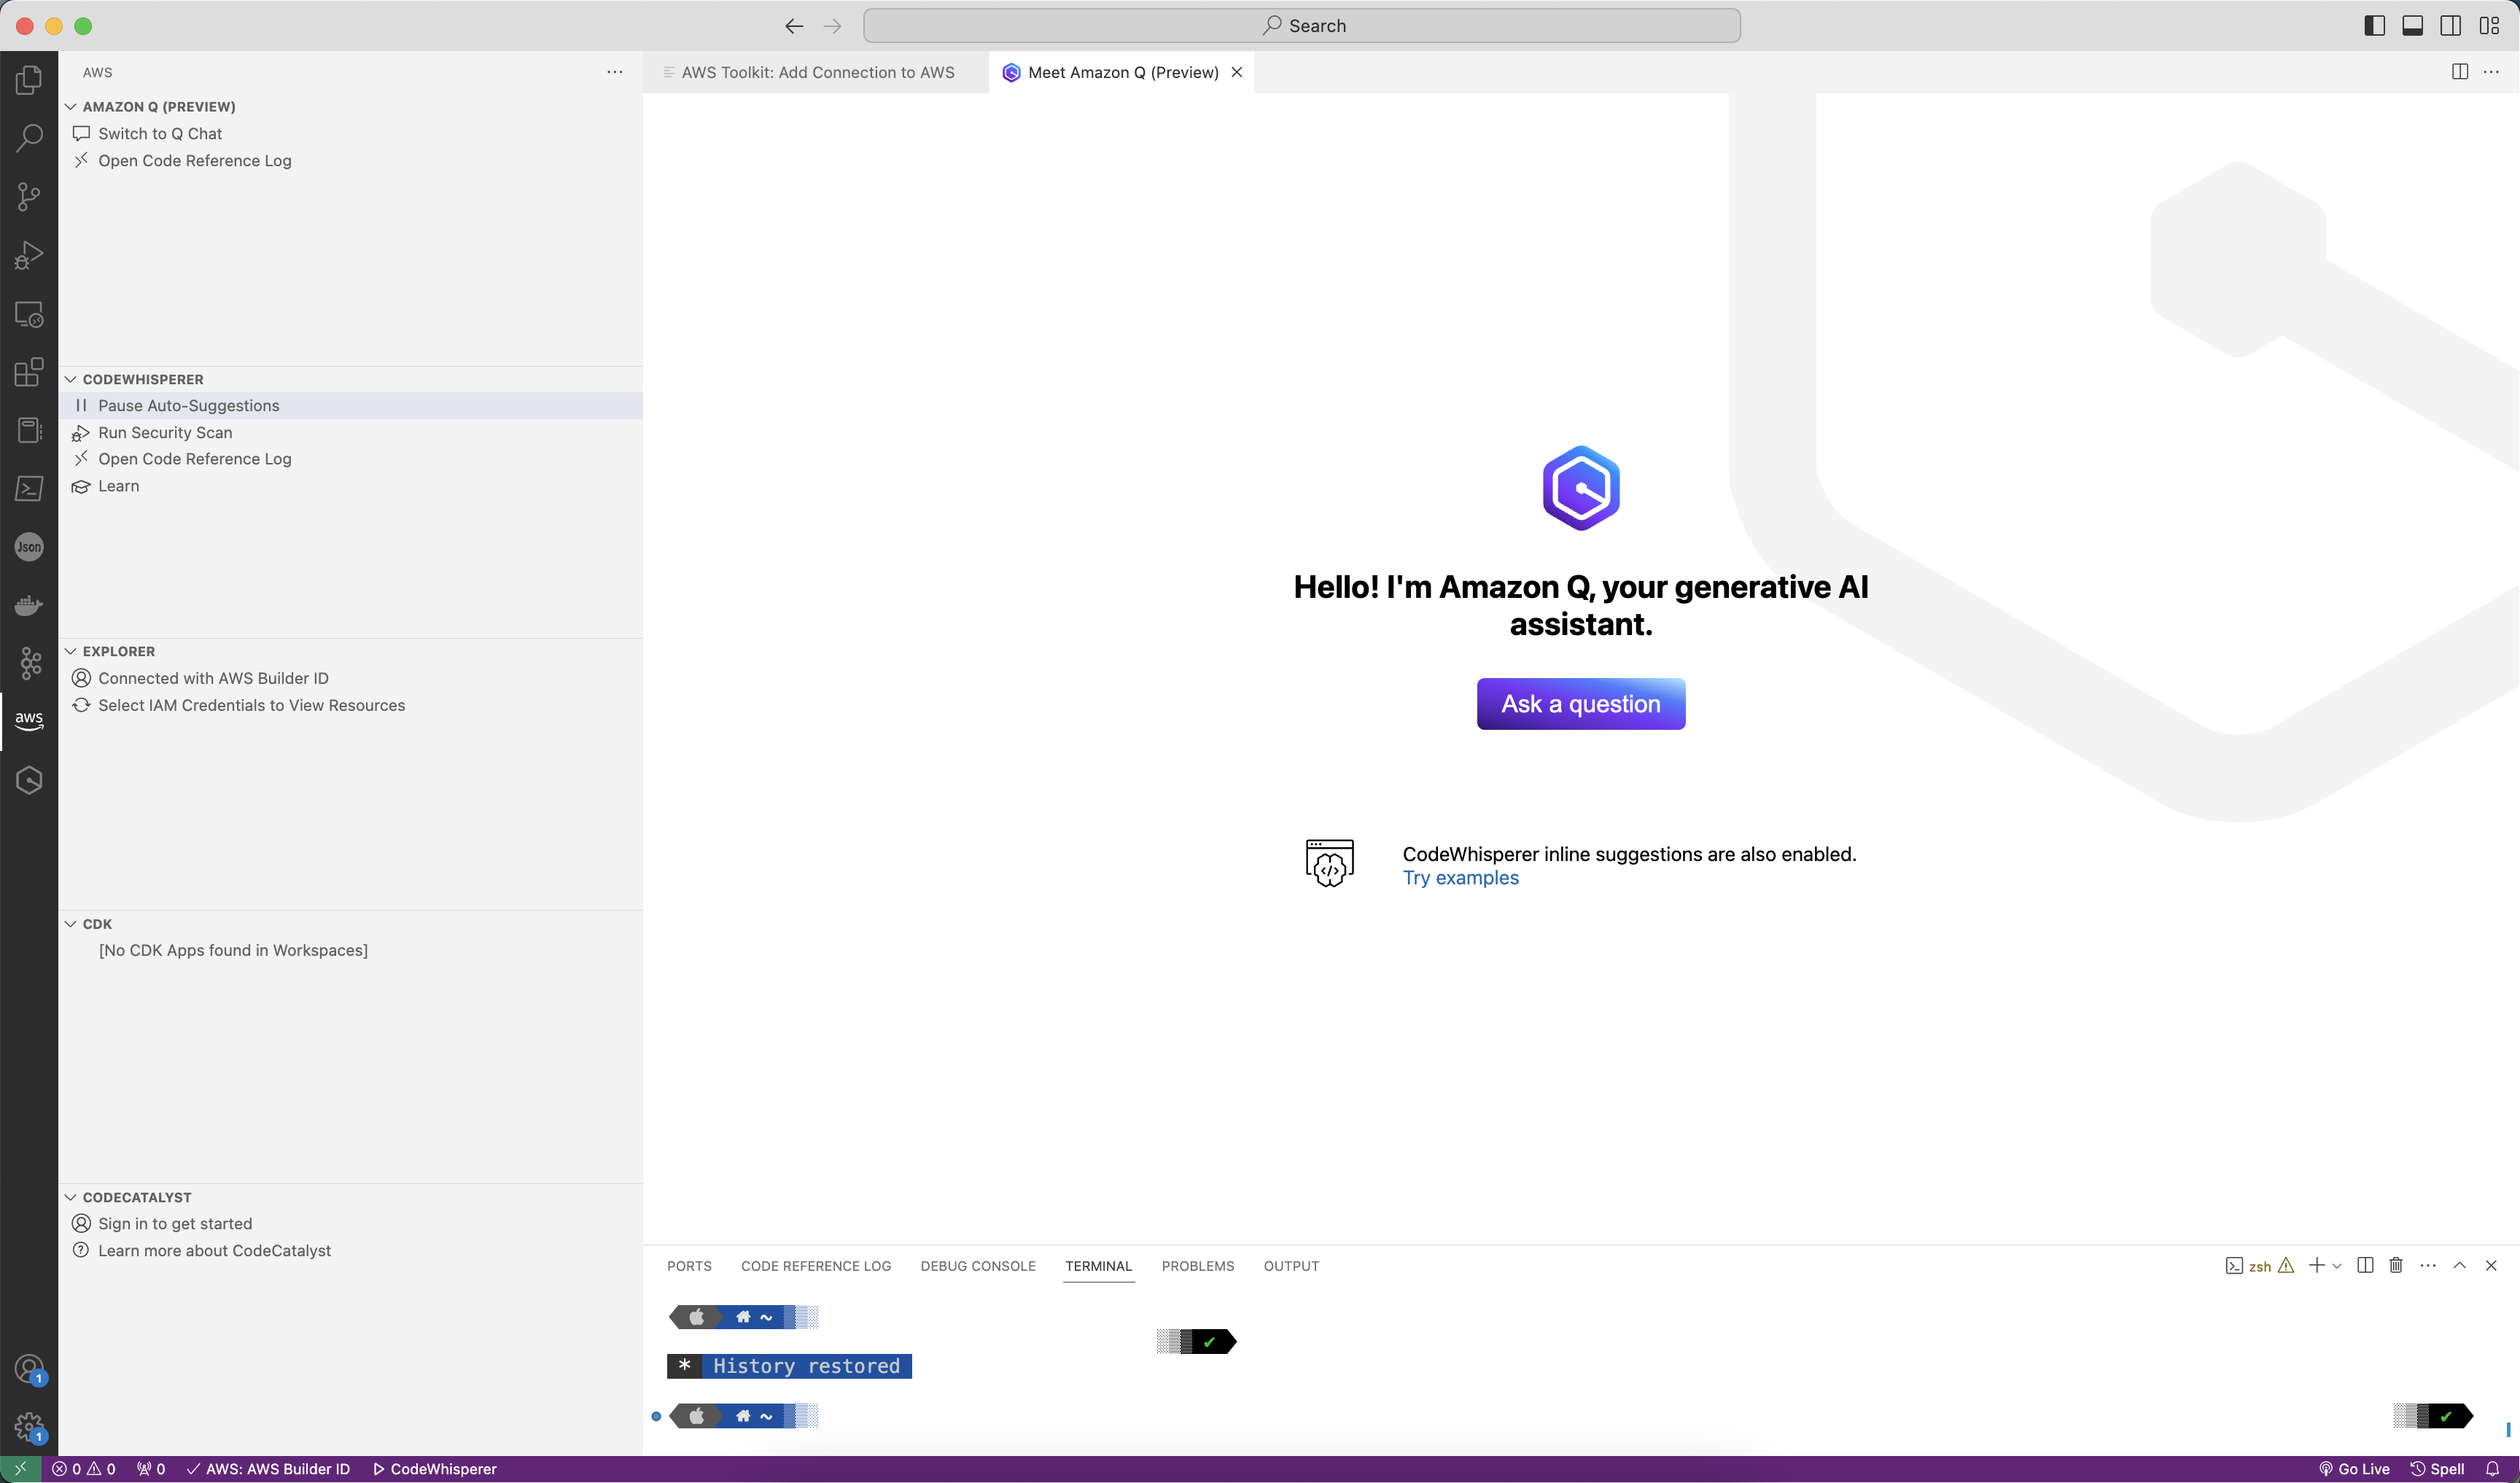 Search
AWS
AWS Toolkit: Add Connection to AWS
Meet Amazon Q (Preview)
AMAZON Q (PREVIEW)
Switch to Q Chat
Open Code Reference Log
CODEWHISPERER
Pause Auto-Suggestions
Run Security Scan
Open Code Reference Log
Learn
Json
EXPLORER
Connected with AWS Builder ID
Select IAM Credentials to View Resources
aws
CDK
[No CDK Apps found in Workspaces]
CODECATALYST
Sign in to get started
Learn more about CodeCatalyst
1
1
Hello! I'm Amazon Q, your generative AI
assistant.
Ask a question
CodeWhisperer inline suggestions are also enabled.
Try examples
PORTS CODE REFERENCE LOG DEBUG CONSOLE TERMINAL PROBLEMS OUTPUT
zsh
~
* History restored
~
0 0 0 AWS: AWS Builder ID CodeWhisperer
Go Live Spell